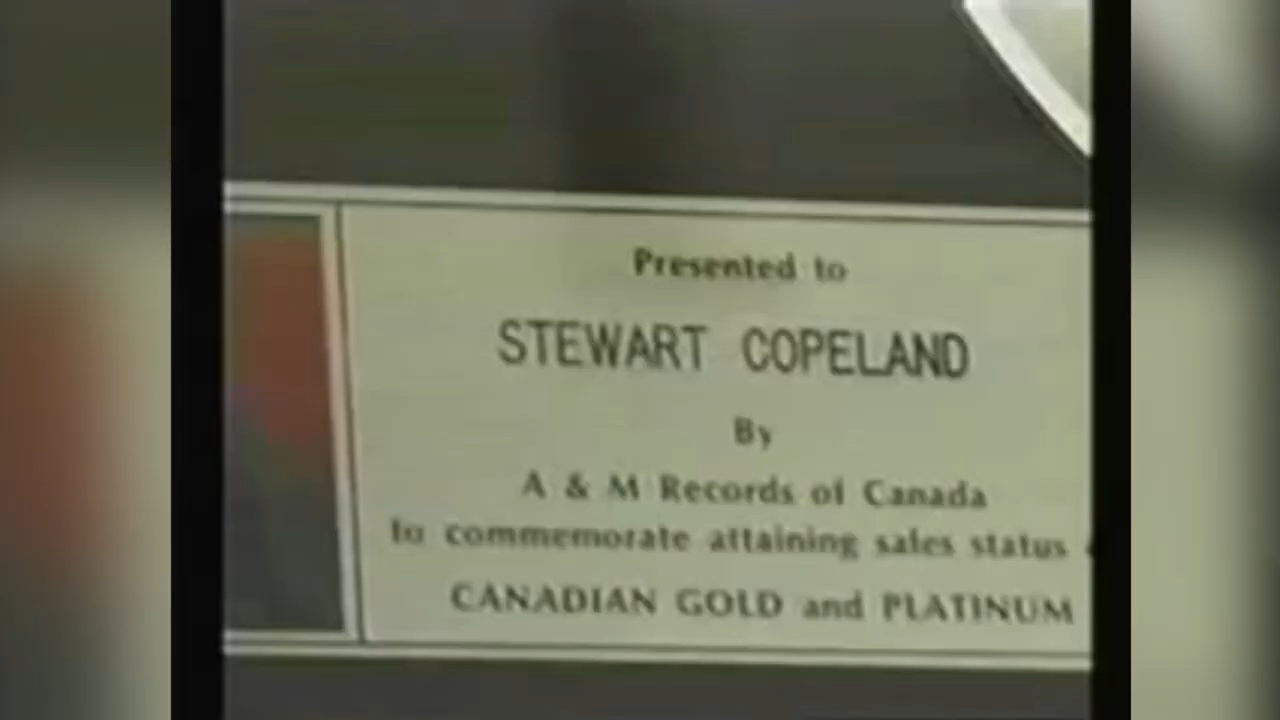 Presented to
STEWART COPELAND
By
A & M Records of Canada
to commemorate attaining sales status
CANADIAN GOLD and PLATINUM